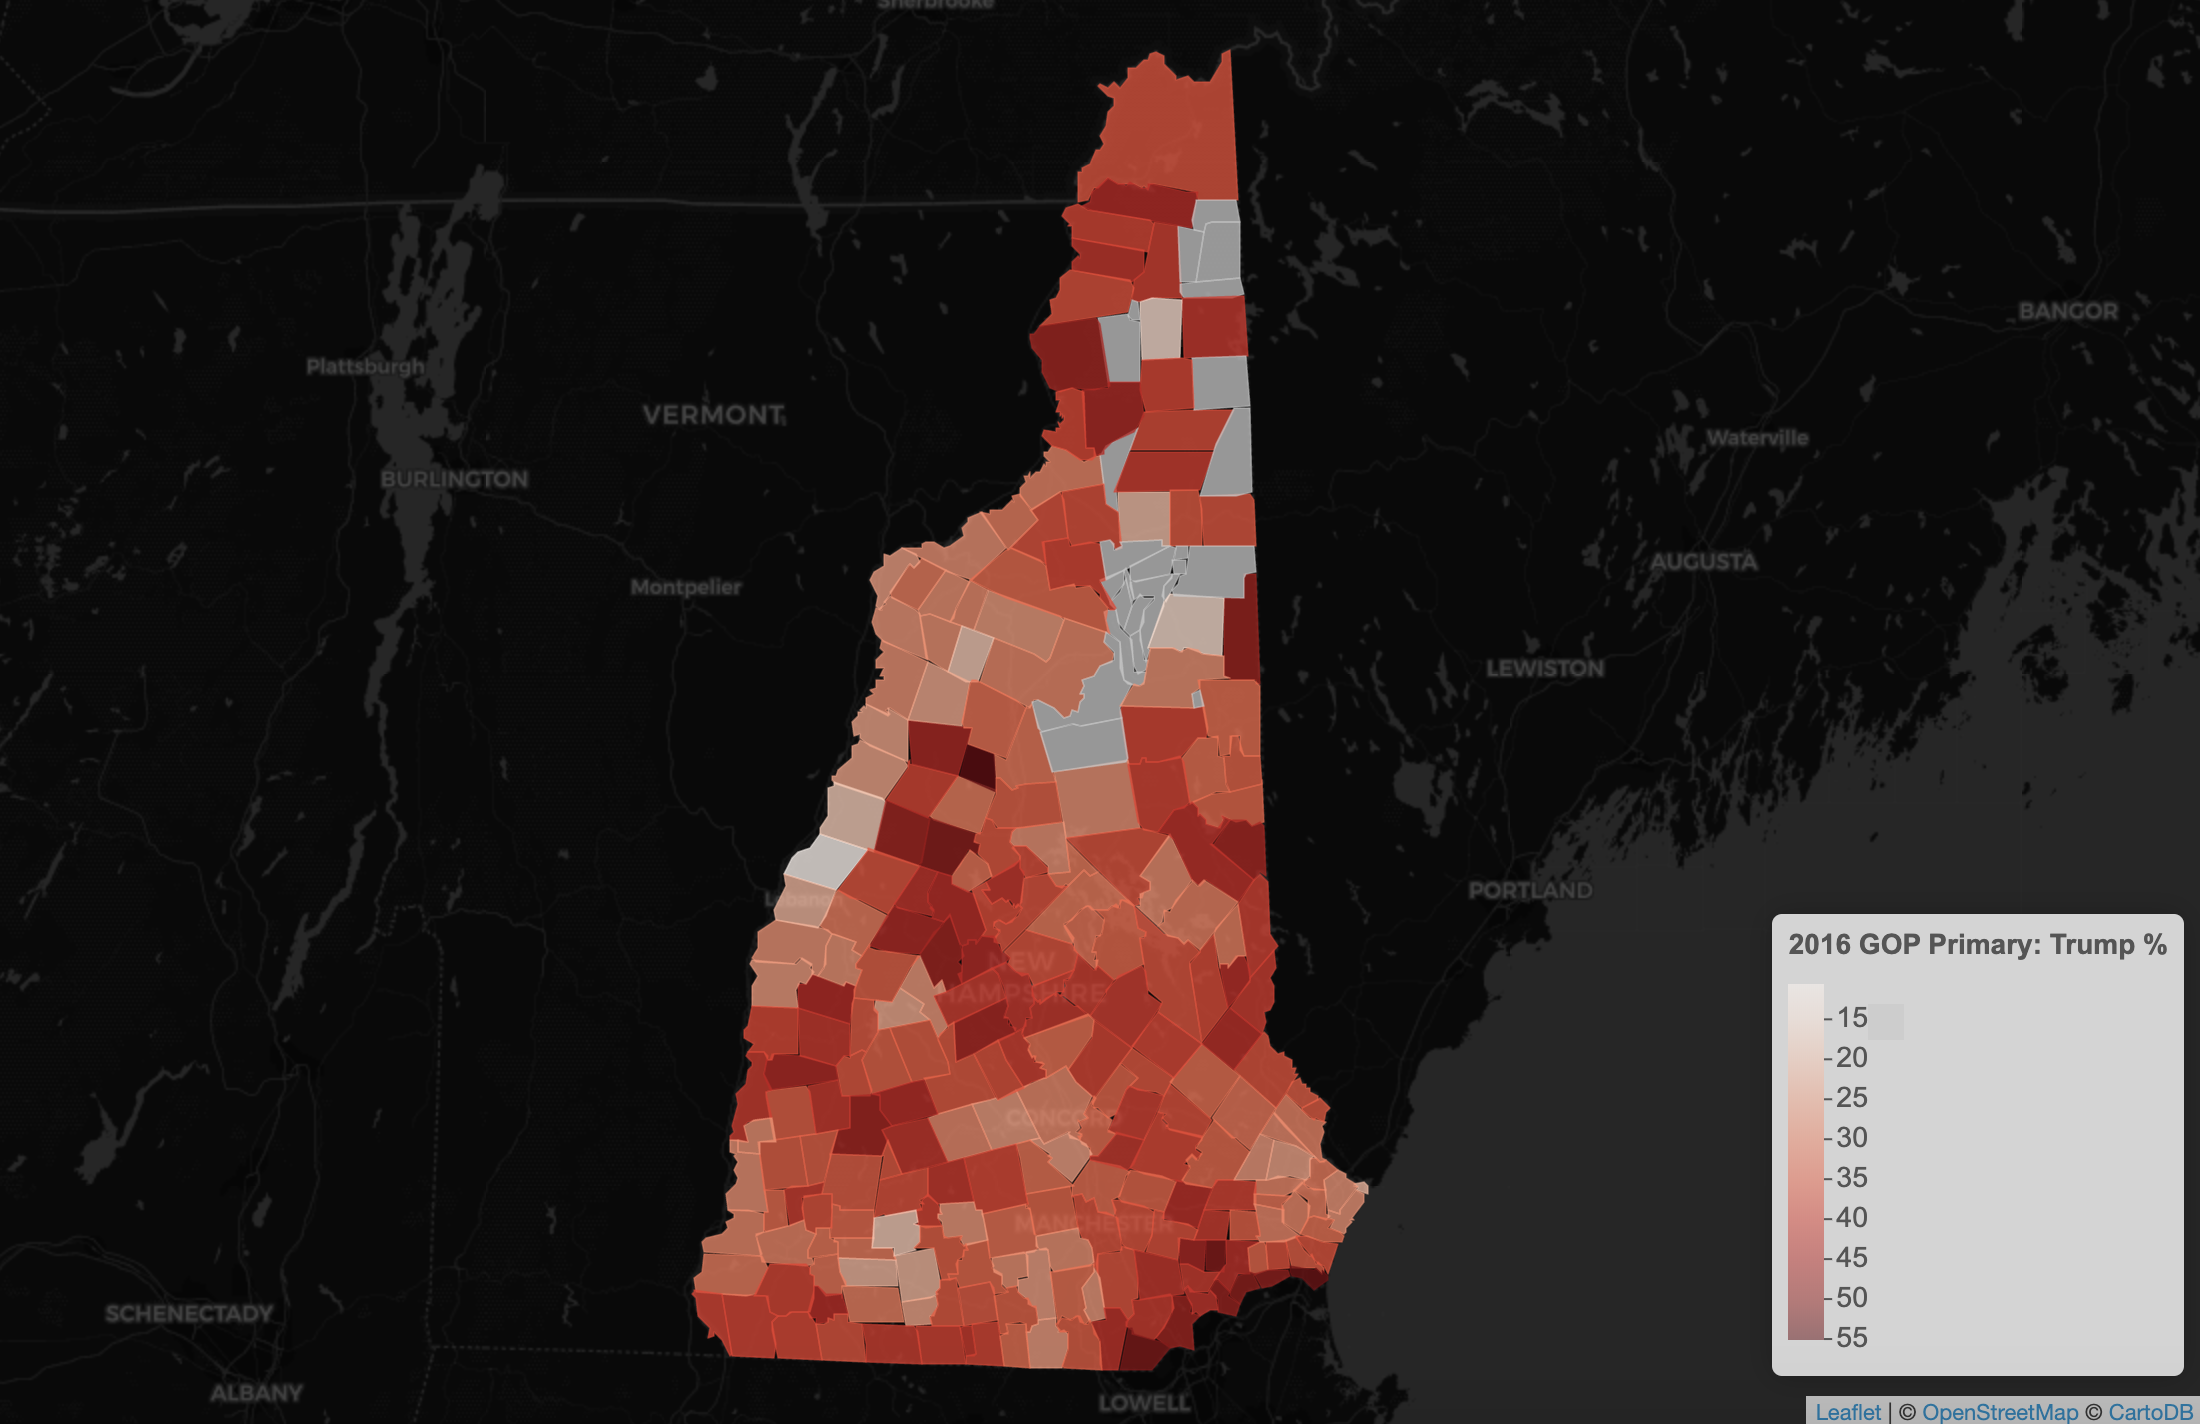 Sherbrooke
BANGOR
Plattsburgh
VERMONT
Waterville
BURLINGTON
AUGUSTA
Montpelier
LEWISTON
PORTLAND
Lebanon
NEW
HAMPSHIRE
2016 GOP Primary: Trump %
15
20
25
30
35
40
45
50
55
CONCORD
MANCHESTER
SCHENECTADY
ALBANY
LOWELL
Leaflet | © OpenStreetMap © CartoDB